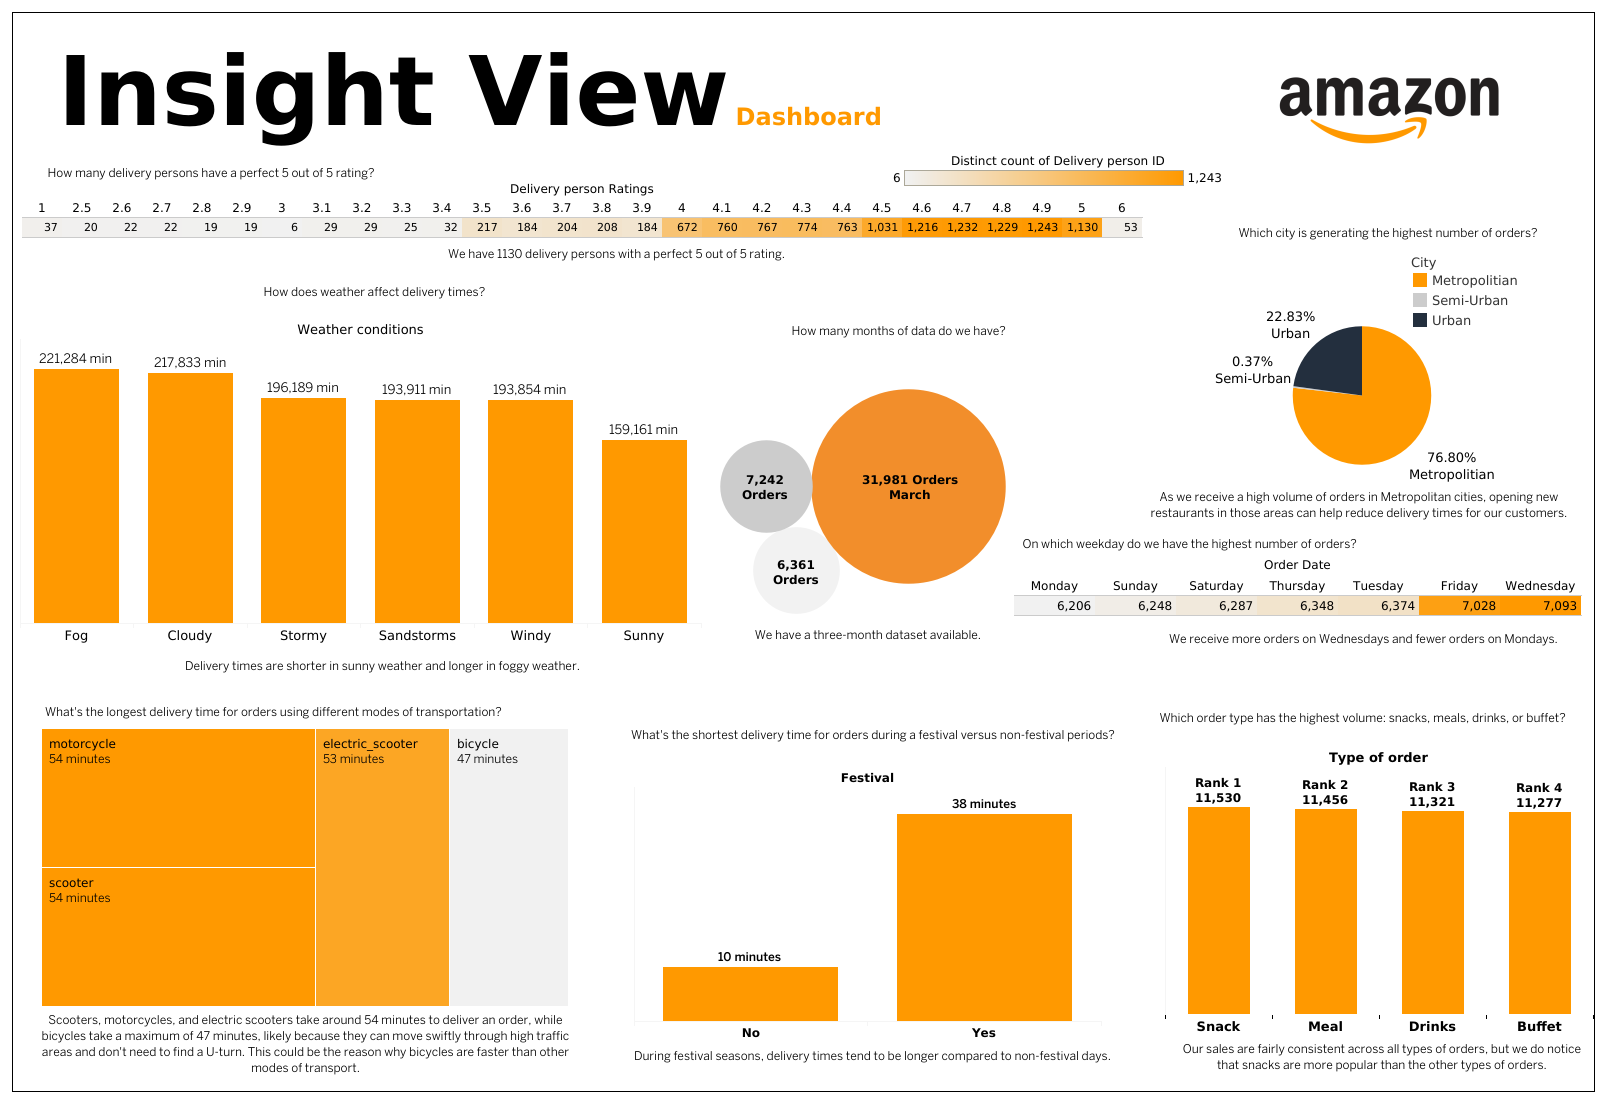 Insight View Dashboard
amazon
How many delivery persons have a perfect 5 out of 5 rating?
Distinct count of Delivery person ID
6 1,243
Delivery person Ratings
1 2.5 2.6 2.7 2.8 2.9 3 3.1 3.2 3.3 3.4 3.5 3.6 3.7 3.8 3.9 4 4.1 4.2 4.3 4.4 4.5 4.6 4.7 4.8 4.9 5 6
37 20 22 22 19 19 6 29 29 25 32 217 184 204 208 184 672 760 767 774 763 1,031 1,216 1,232 1,229 1,243 1,130 53
We have 1130 delivery persons with a perfect 5 out of 5 rating.
How does weather affect delivery times?
Weather conditions
221,284 min
217,833 min
196,189 min
193,911 min
193,854 min
159,161 min
Fog Cloudy Stormy Sandstorms Windy Sunny
Delivery times are shorter in sunny weather and longer in foggy weather.
How many months of data do we have?
7,242
Orders
31,981 Orders
March
6,361
Orders
We have a three-month dataset available.
Which city is generating the highest number of orders?
City
Metropolitian
Semi-Urban
Urban
22.83%
Urban
0.37%
Semi-Urban
76.80%
Metropolitian
As we receive a high volume of orders in Metropolitan cities, opening new
restaurants in those areas can help reduce delivery times for our customers.
On which weekday do we have the highest number of orders?
Order Date
Monday Sunday Saturday Thursday Tuesday Friday Wednesday
6,206 6,248 6,287 6,348 6,374 7,028 7,093
We receive more orders on Wednesdays and fewer orders on Mondays.
What's the longest delivery time for orders using different modes of transportation?
motorcycle
54 minutes
scooter
54 minutes
electric_scooter
53 minutes
bicycle
47 minutes
Scooters, motorcycles, and electric scooters take around 54 minutes to deliver an order, while
bicycles take a maximum of 47 minutes, likely because they can move swiftly through high traffic
areas and don't need to find a U-turn. This could be the reason why bicycles are faster than other
modes of transport.
What's the shortest delivery time for orders during a festival versus non-festival periods?
Festival
10 minutes
38 minutes
No Yes
During festival seasons, delivery times tend to be longer compared to non-festival days.
Which order type has the highest volume: snacks, meals, drinks, or buffet?
Type of order
Rank 1
11,530
Rank 2
11,456
Rank 3
11,321
Rank 4
11,277
Snack Meal Drinks Buffet
Our sales are fairly consistent across all types of orders, but we do notice
that snacks are more popular than the other types of orders.